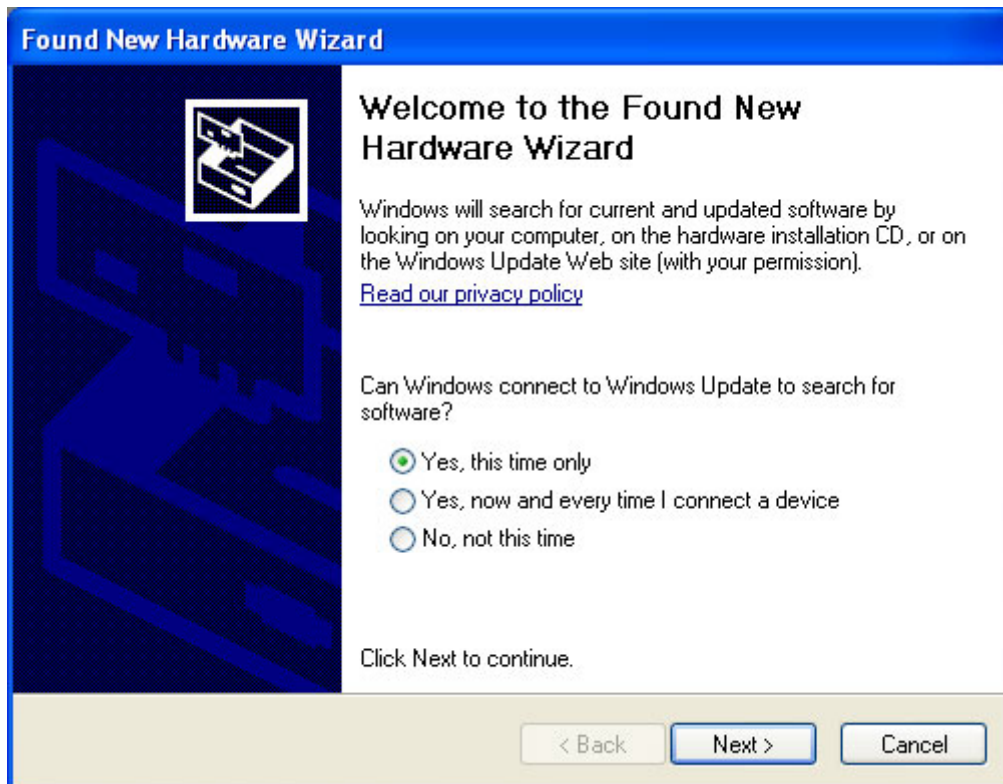 Found New Hardware Wizard
Welcome to the Found New
Hardware Wizard
Windows will search for current and updated software by
looking on your computer, on the hardware installation CD, or on
the Windows Update Web site (with your permission).
Read our privacy policy
Can Windows connect to Windows Update to search for
software?
Yes, this time only
Yes, now and every time I connect a device
No, not this time
Click Next to continue.
< Back
Next >
Cancel